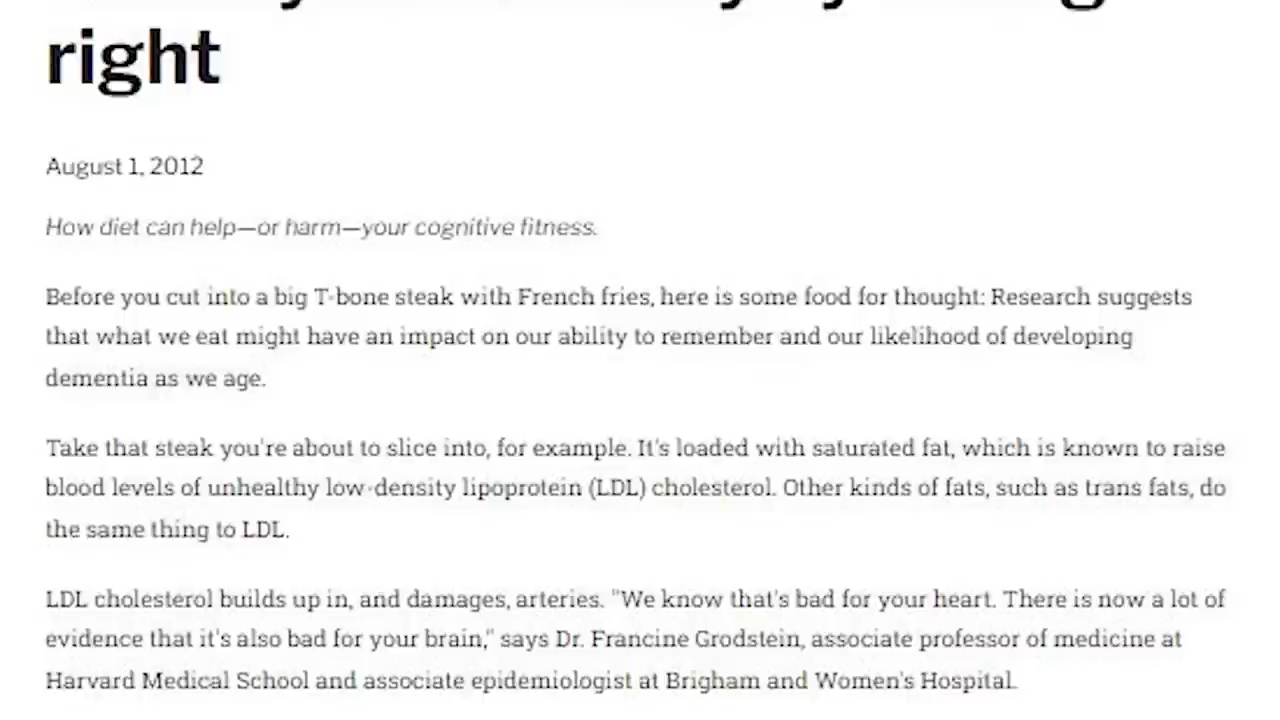 right
August 1, 2012
How diet can help—or harm—your cognitive fitness.
Before you cut into a big T-bone steak with French fries, here is some food for thought: Research suggests
that what we eat might have an impact on our ability to remember and our likelihood of developing
dementia as we age.
Take that steak you're about to slice into, for example. It's loaded with saturated fat, which is known to raise
blood levels of unhealthy low-density lipoprotein (LDL) cholesterol. Other kinds of fats, such as trans fats, do
the same thing to LDL.
LDL cholesterol builds up in, and damages, arteries. "We know that's bad for your heart. There is now a lot of
evidence that it's also bad for your brain," says Dr. Francine Grodstein, associate professor of medicine at
Harvard Medical School and associate epidemiologist at Brigham and Women's Hospital.